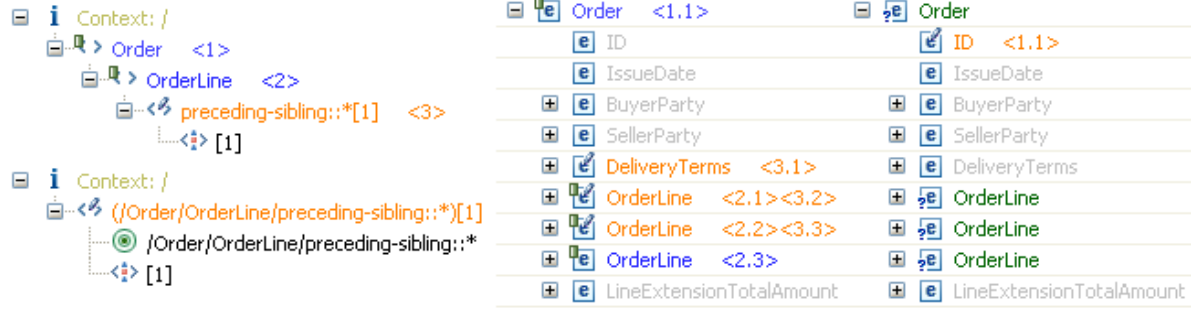 Context: /
Order <1>
OrderLine <2>
preceding-sibling::*[1] <3>
[1]
Context: /
(/Order/OrderLine/preceding-sibling::*)[1]
/Order/OrderLine/preceding-sibling::*
[1]
Order <1.1>
ID
IssueDate
BuyerParty
SellerParty
DeliveryTerms <3.1>
OrderLine <2.1><3.2>
OrderLine <2.2><3.3>
OrderLine <2.3>
LineExtensionTotalAmount
Order
ID <1.1>
IssueDate
BuyerParty
SellerParty
DeliveryTerms
OrderLine
OrderLine
OrderLine
LineExtensionTotalAmount